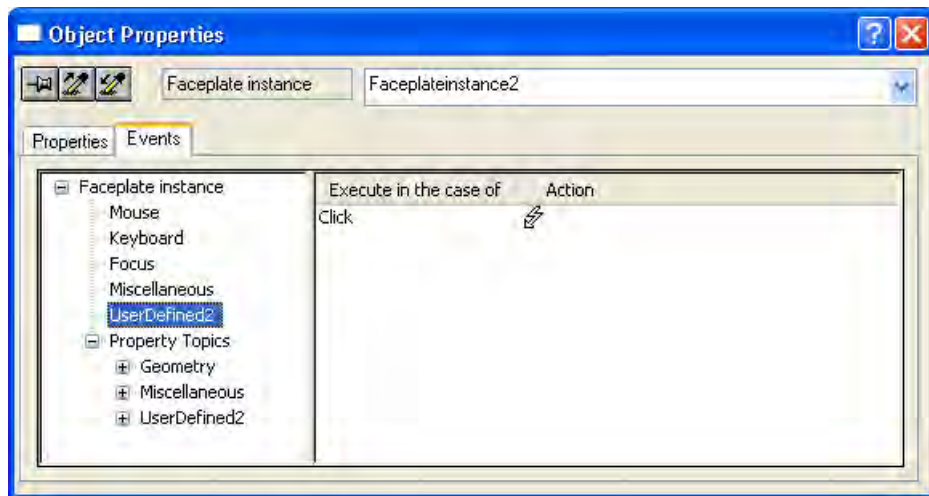 Object Properties
Faceplate instance Faceplateinstance2
Properties Events
Faceplate instance
Mouse
Keyboard
Focus
Miscellaneous
UserDefined2
Property Topics
Geometry
Miscellaneous
UserDefined2
Execute in the case of Action
Click